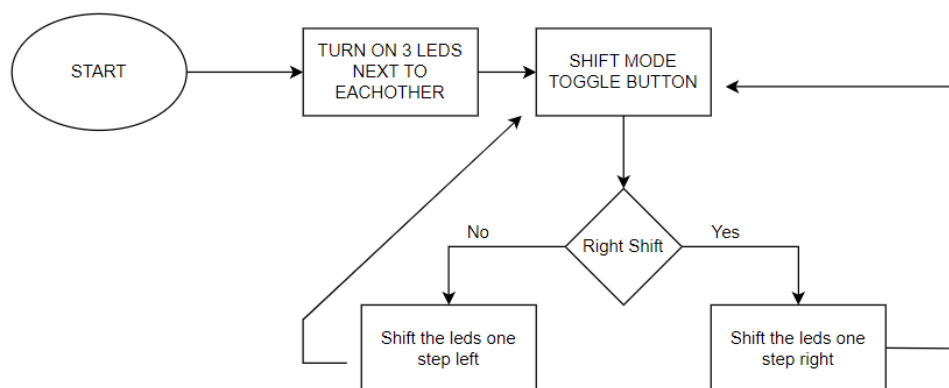 START
TURN ON 3 LEDS
NEXT TO
EACHOTHER
SHIFT MODE
TOGGLE BUTTON
No
Right Shift
Yes
Shift the leds one
step left
Shift the leds one
step right